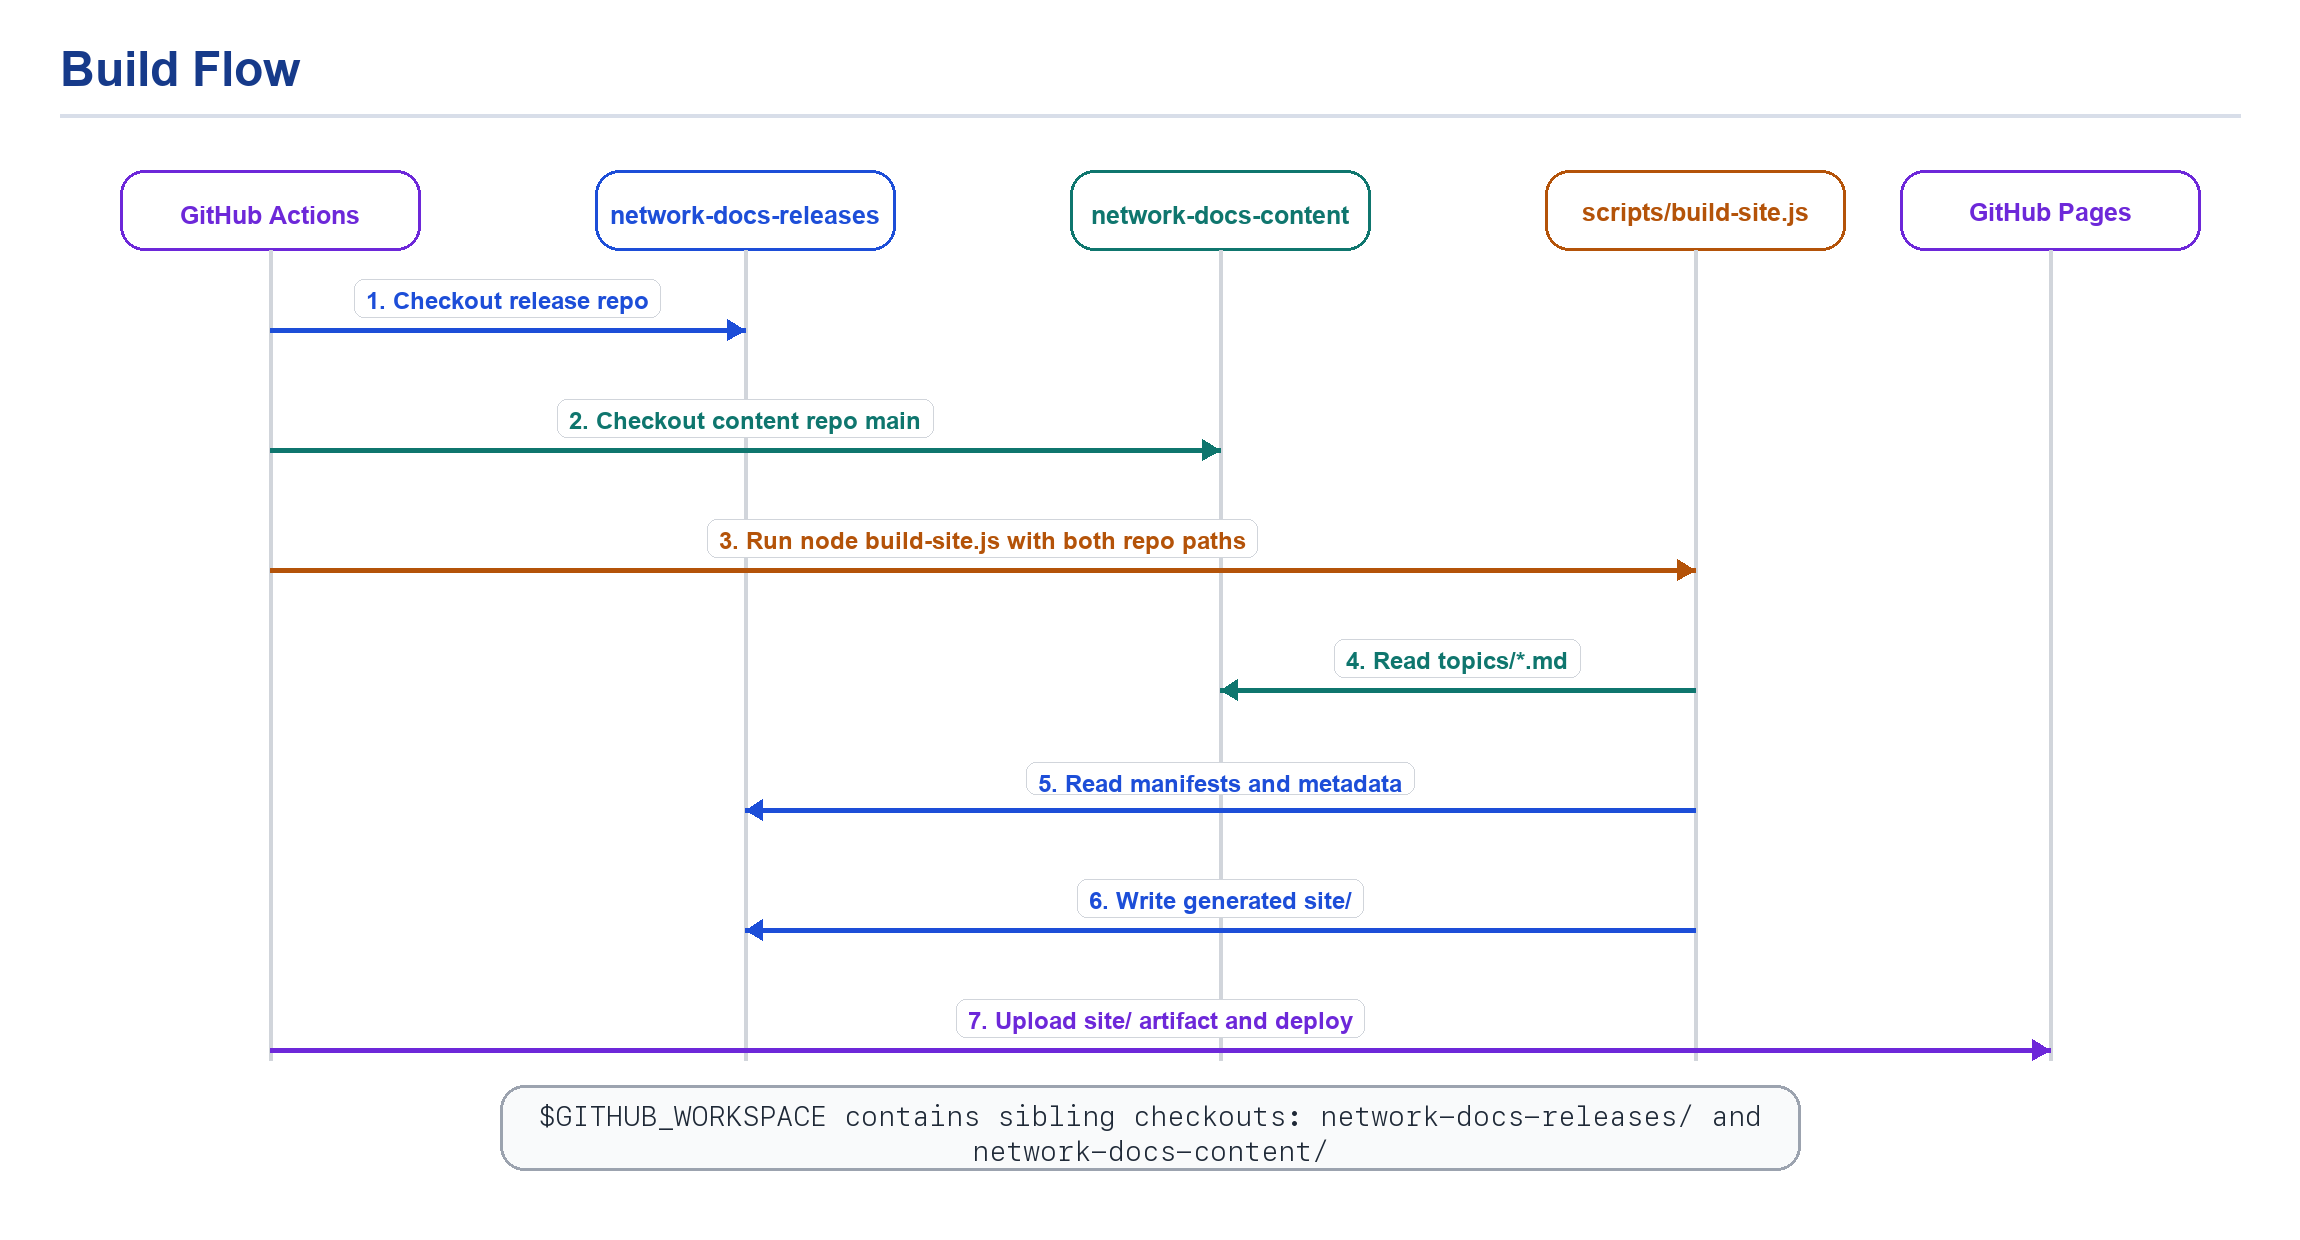 Build Flow
GitHub Actions
network-docs-releases
network-docs-content
scripts/build-site.js
GitHub Pages
1. Checkout release repo
2. Checkout content repo main
3. Run node build-site.js with both repo paths
4. Read topics/*.md
5. Read manifests and metadata
6. Write generated site/
7. Upload site/ artifact and deploy
$GITHUB_WORKSPACE contains sibling checkouts: network-docs-releases/ and
network-docs-content/